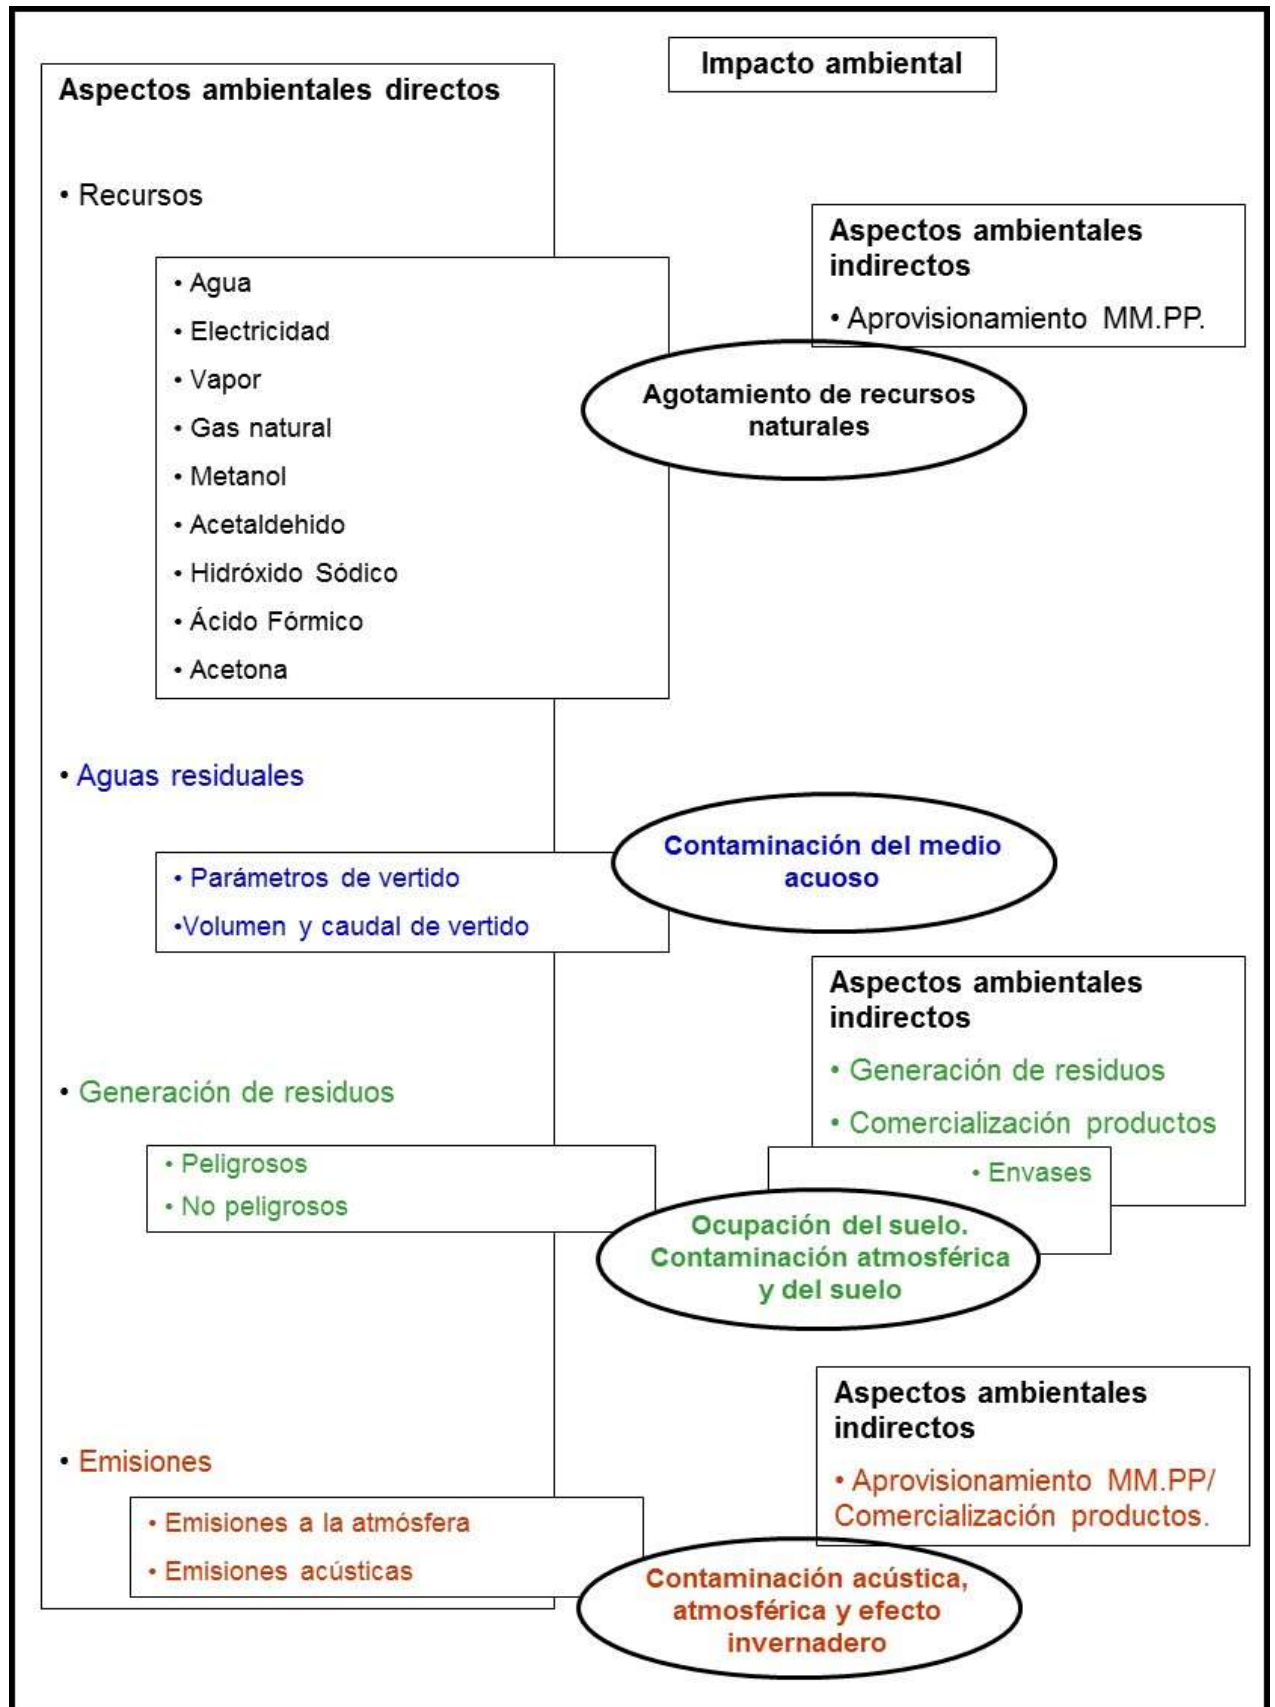 Impacto ambiental
Aspectos ambientales directos
• Recursos
Aspectos ambientales
indirectos
• Aprovisionamiento MM.PP.
• Agua
• Electricidad
• Vapor
• Gas natural
• Metanol
• Acetaldehido
• Hidróxido Sódico
• Ácido Fórmico
• Acetona
Agotamiento de recursos
naturales
• Aguas residuales
• Parámetros de vertido
•Volumen y caudal de vertido
Contaminación del medio
acuoso
Aspectos ambientales
indirectos
• Generación de residuos
• Comercialización productos
• Envases
• Generación de residuos
• Peligrosos
• No peligrosos
Ocupación del suelo.
Contaminación atmosférica
y del suelo
Aspectos ambientales
indirectos
• Aprovisionamiento MM.PP/
Comercialización productos.
• Emisiones
• Emisiones a la atmósfera
• Emisiones acústicas
Contaminación acústica,
atmosférica y efecto
invernadero